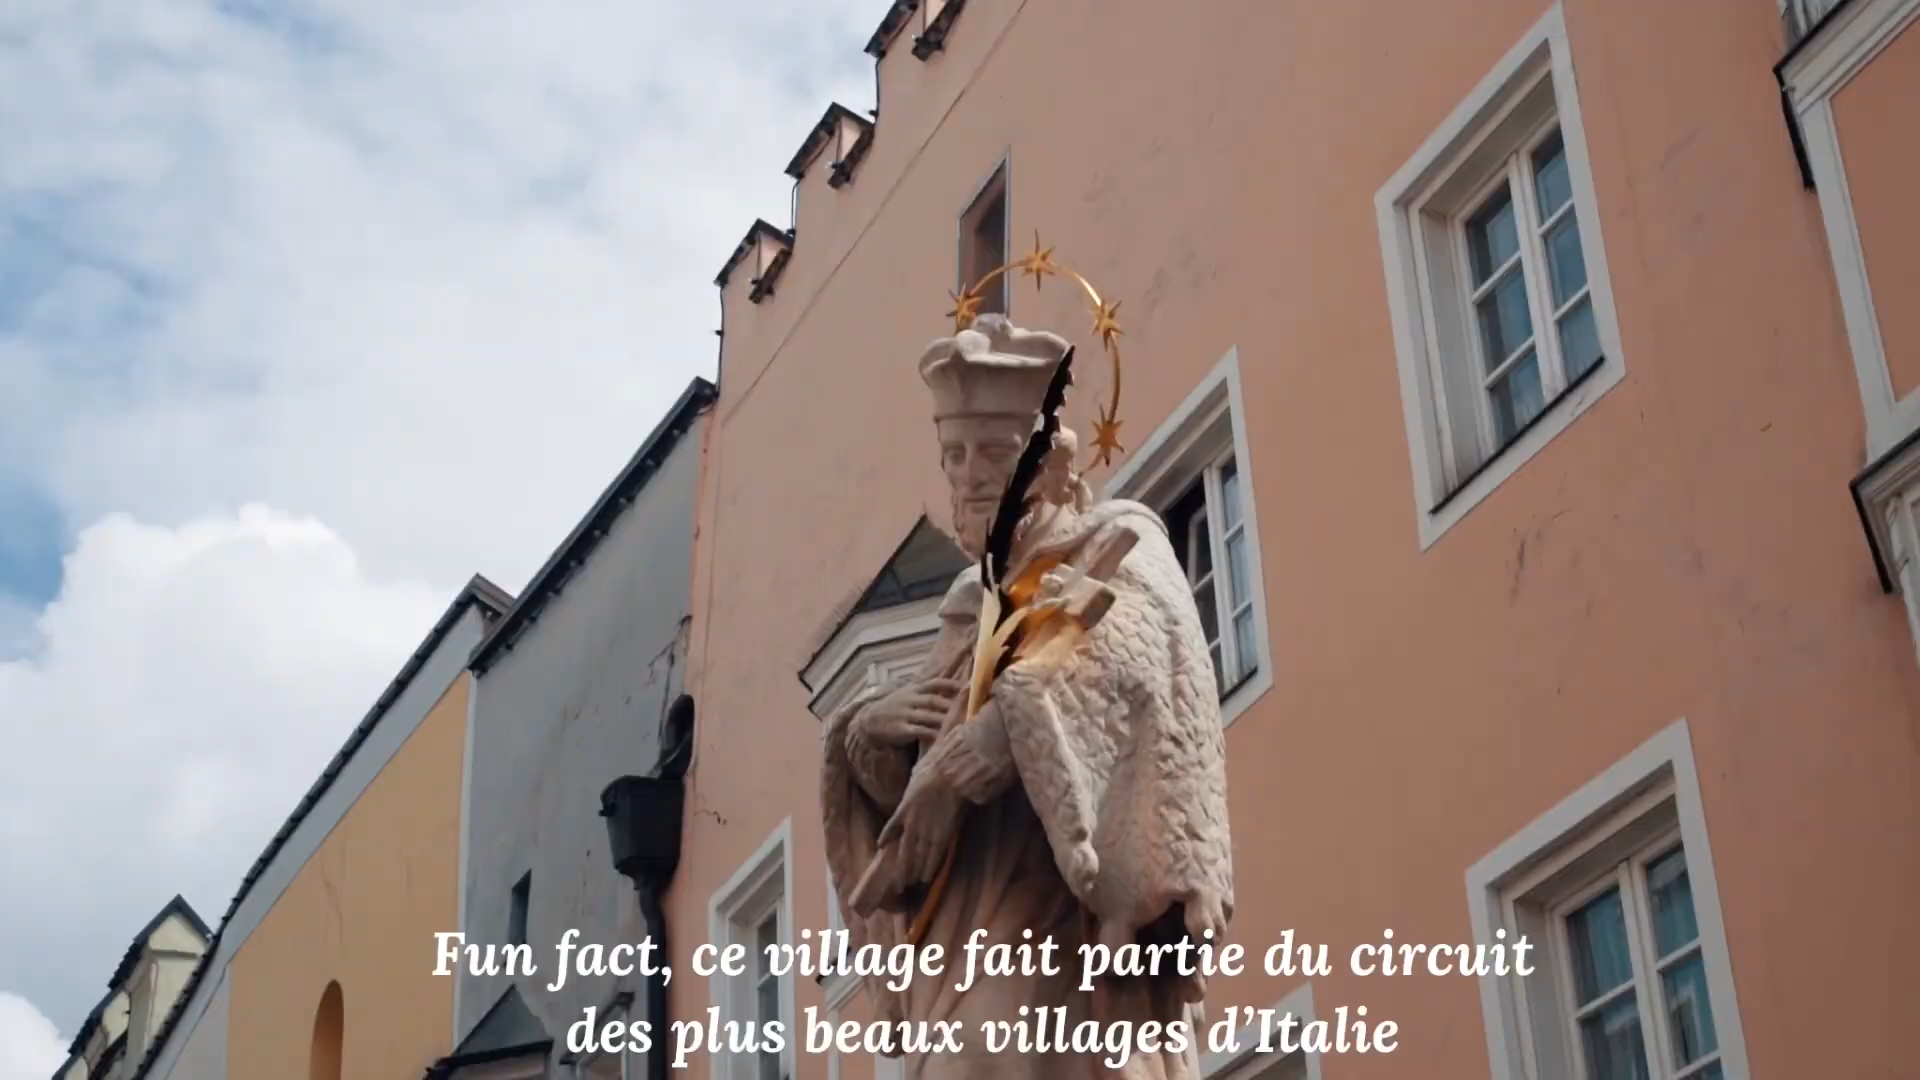 Fun fact, ce village fait partie du circuit
des plus beaux villages d’Italie